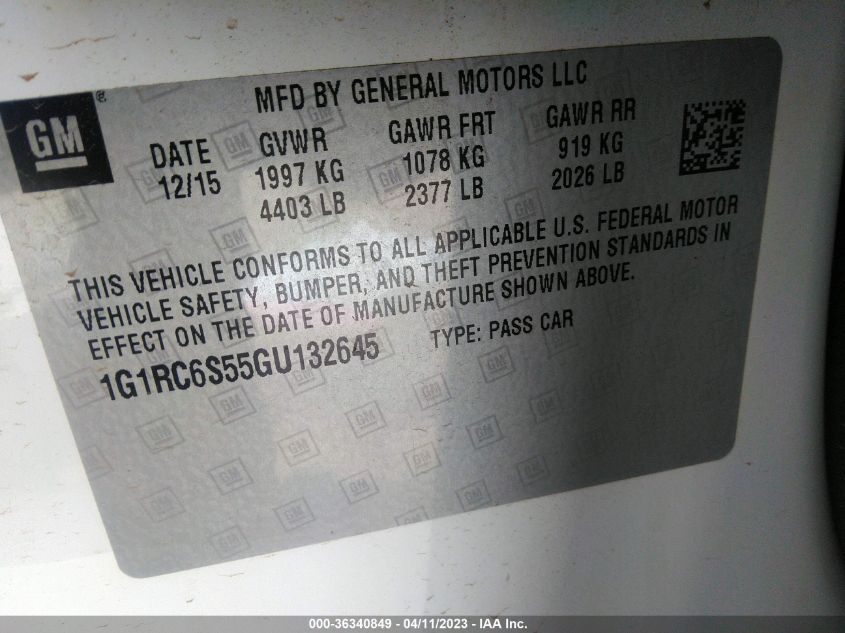 GM®
MFD BY GENERAL MOTORS LLC
DATE GVWR GAWR FRT GAWR RR
12/15 1997 KG 1078 KG 919 KG
4403 LB 2377 LB 2026 LB
THIS VEHICLE CONFORMS TO ALL APPLICABLE U.S. FEDERAL MOTOR
VEHICLE SAFETY, BUMPER, AND THEFT PREVENTION STANDARDS IN
EFFECT ON THE DATE OF MANUFACTURE SHOWN ABOVE.
1G1RC6S55GU132645 TYPE: PASS CAR
000-36340849 - 04/11/2023 - IAA Inc.